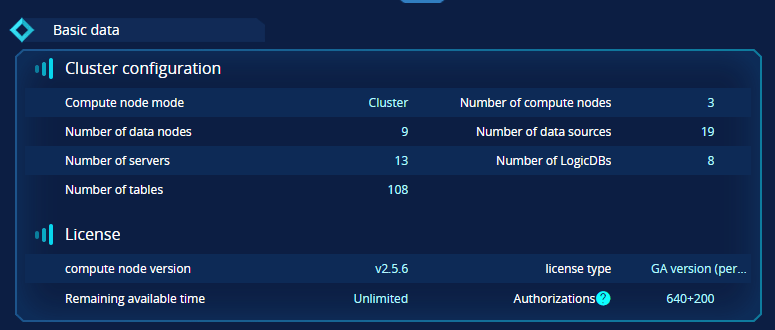 Basic data
Cluster configuration
Compute node mode Cluster Number of compute nodes 3
Number of data nodes 9 Number of data sources 19
Number of servers 13 Number of LogicDBs 8
Number of tables 108
License
compute node version v2.5.6 license type GA version (per...
Remaining available time Unlimited Authorizations ? 640+200